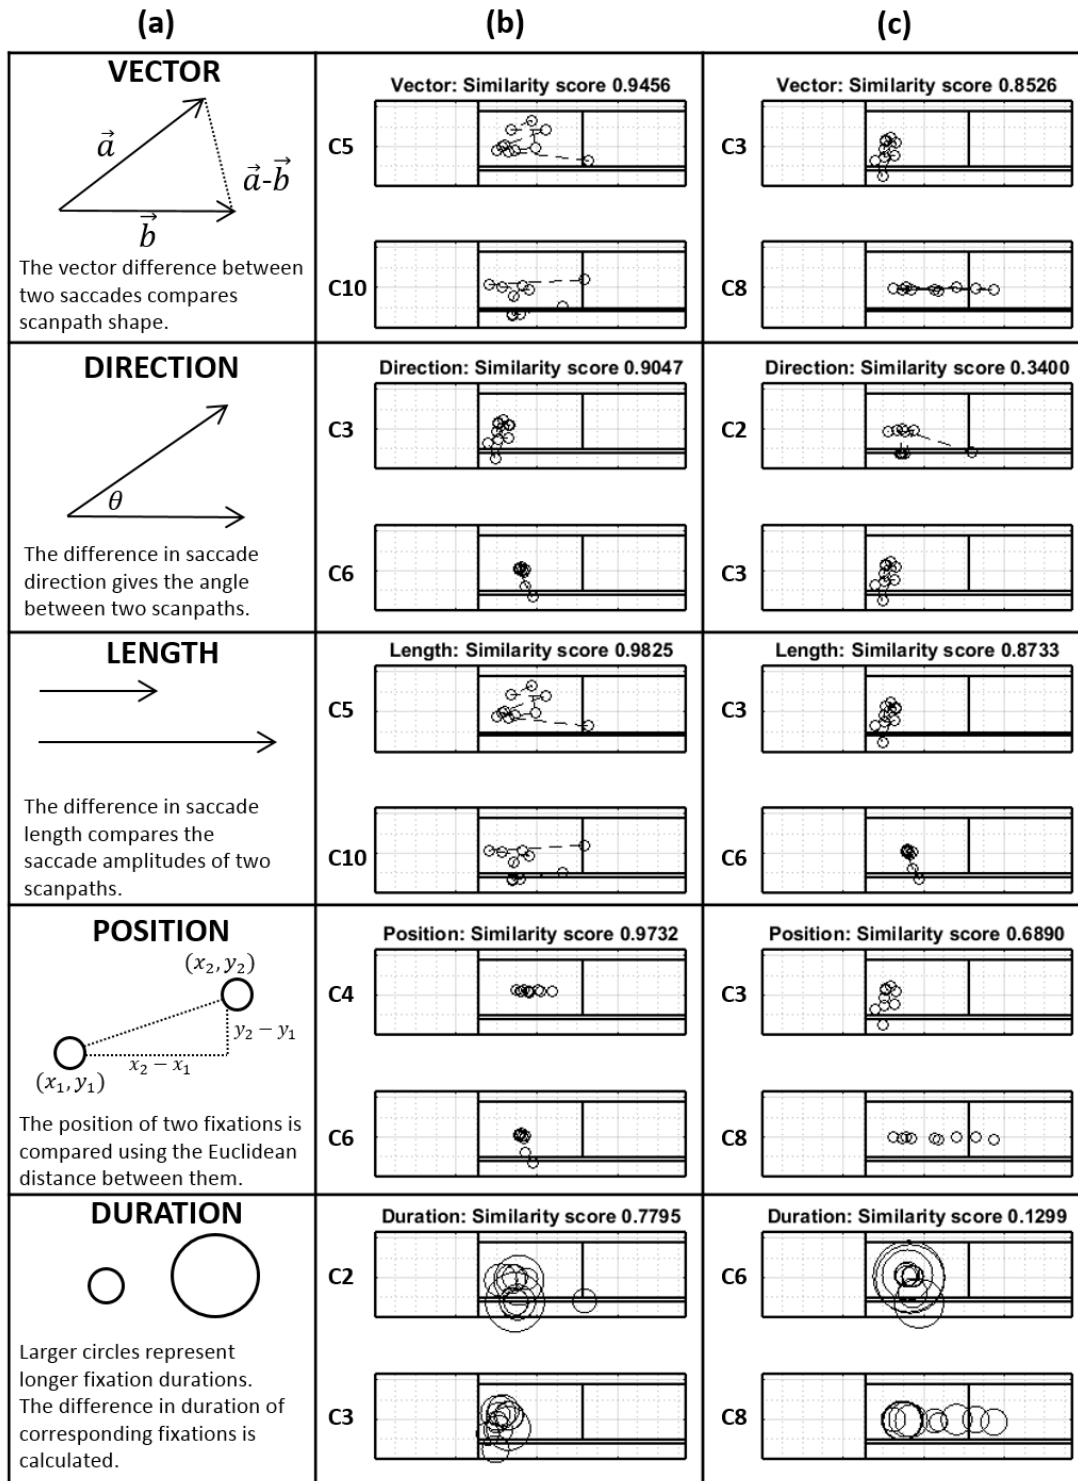 (a)
(b)
(c)
VECTOR
a⃗
a⃗-b⃗
b⃗
The vector difference between
two saccades compares
scanpath shape.
Vector: Similarity score 0.9456
C5
C10
Vector: Similarity score 0.8526
C3
C8
DIRECTION
θ
The difference in saccade
direction gives the angle
between two scanpaths.
Direction: Similarity score 0.9047
C3
C6
Direction: Similarity score 0.3400
C2
C3
LENGTH
The difference in saccade
length compares the
saccade amplitudes of two
scanpaths.
Length: Similarity score 0.9825
C5
C10
Length: Similarity score 0.8733
C3
C6
POSITION
(x₂, y₂)
y₂ − y₁
x₂ − x₁
(x₁, y₁)
The position of two fixations is
compared using the Euclidean
distance between them.
Position: Similarity score 0.9732
C4
C6
Position: Similarity score 0.6890
C3
C8
DURATION
Larger circles represent
longer fixation durations.
The difference in duration of
corresponding fixations is
calculated.
Duration: Similarity score 0.7795
C2
C3
Duration: Similarity score 0.1299
C6
C8